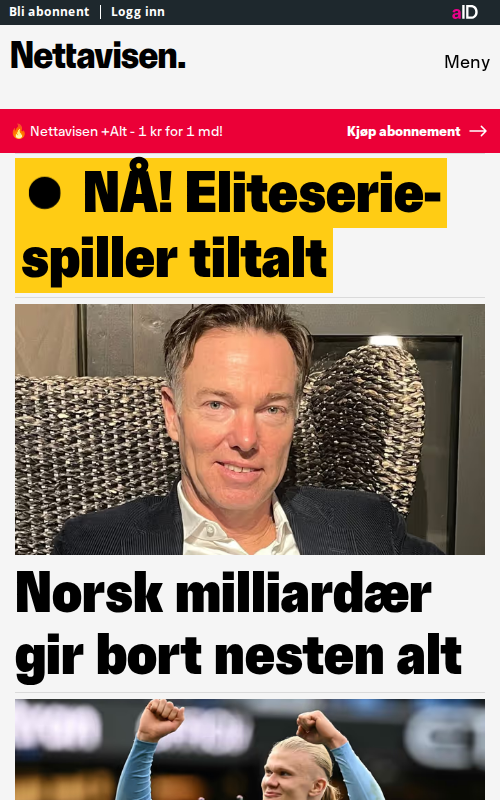 Bli abonnent | Logg inn
aID
Nettavisen.
Meny
🔥 Nettavisen +Alt - 1 kr for 1 md!
Kjøp abonnement →
● NÅ! Eliteserie-
spiller tiltalt
Norsk milliardær
gir bort nesten alt